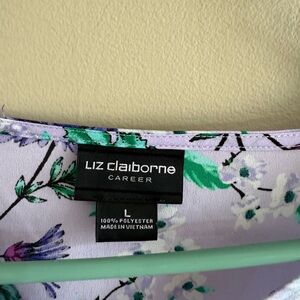 Liz claiborne
CAREER
L
100% POLYESTER
MADE IN VIETNAM